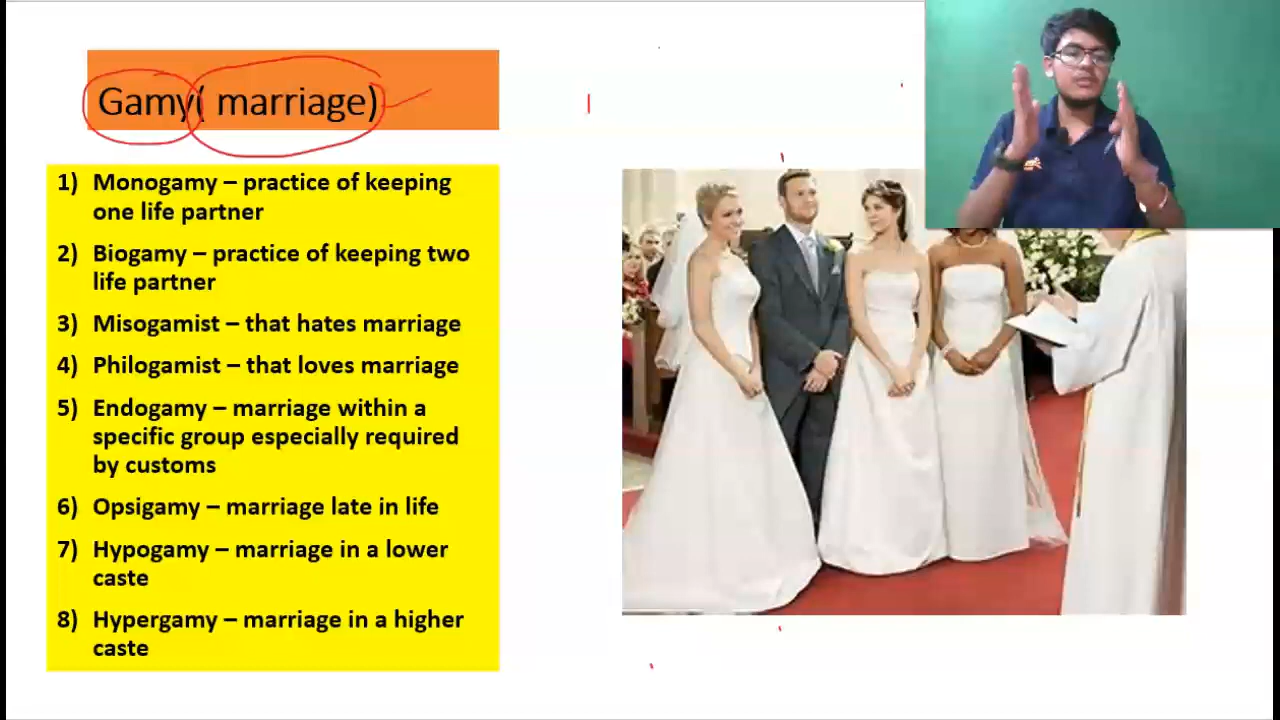 Gamy( marriage)
1) Monogamy – practice of keeping
one life partner
2) Biogamy – practice of keeping two
life partner
3) Misogamist – that hates marriage
4) Philogamist – that loves marriage
5) Endogamy – marriage within a
specific group especially required
by customs
6) Opsigamy – marriage late in life
7) Hypogamy – marriage in a lower
caste
8) Hypergamy – marriage in a higher
caste